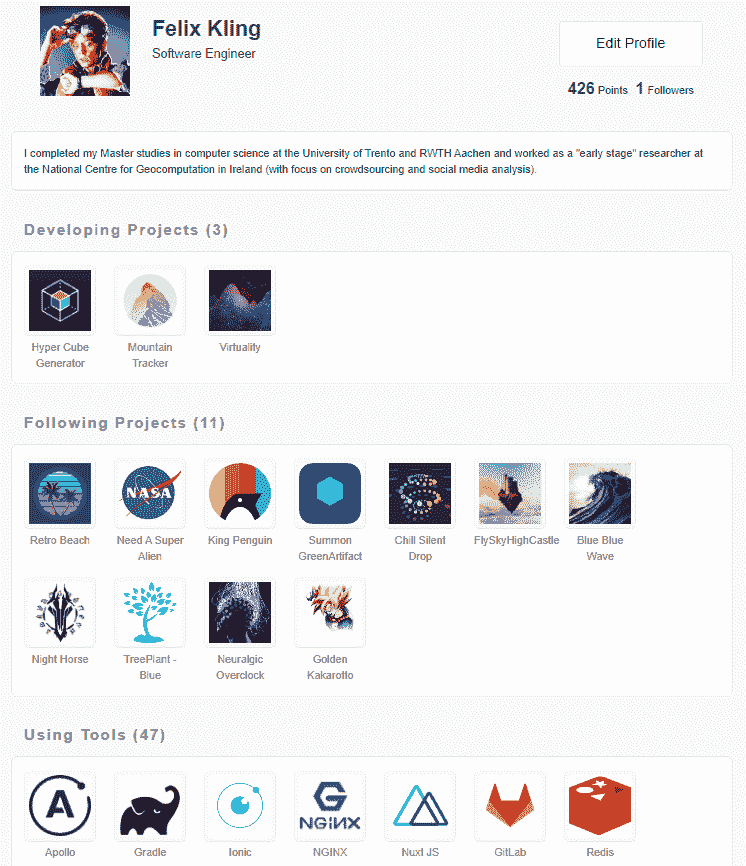 Felix Kling
Software Engineer
Edit Profile
426 Points 1 Followers
I completed my Master studies in computer science at the University of Trento and RWTH Aachen and worked as a "early stage" researcher at
the National Centre for Geocomputation in Ireland (with focus on crowdsourcing and social media analysis).
Developing Projects (3)
Hyper Cube
Generator
Mountain
Tracker
Virtuality
Following Projects (11)
NASA
Retro Beach
Need A Super
Alien
King Penguin
Summon
GreenArtifact
Chill Silent
Drop
FlySkyHighCastle
Blue Blue
Wave
Night Horse
TreePlant -
Blue
Neuralgic
Overclock
Golden
Kakarotto
Using Tools (47)
A
G
NGINX
Apollo
Gradle
Ionic
NGINX
Nuxt JS
GitLab
Redis